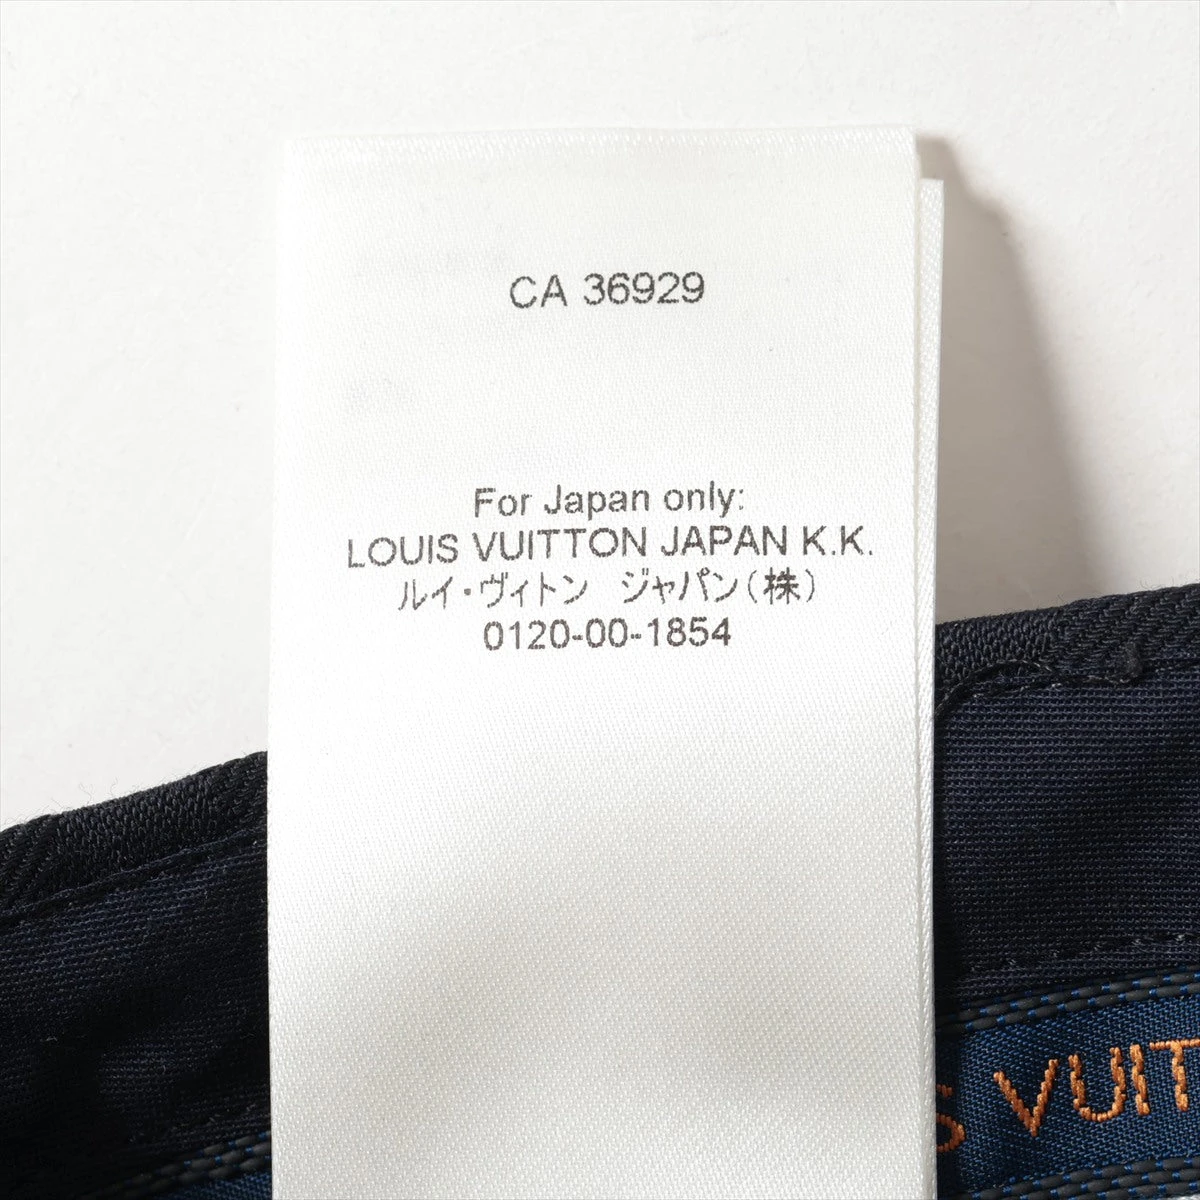 CA 36929
For Japan only:
LOUIS VUITTON JAPAN K.K.
ルイ・ヴィトン ジャパン(株)
0120-00-1854
S VUIT